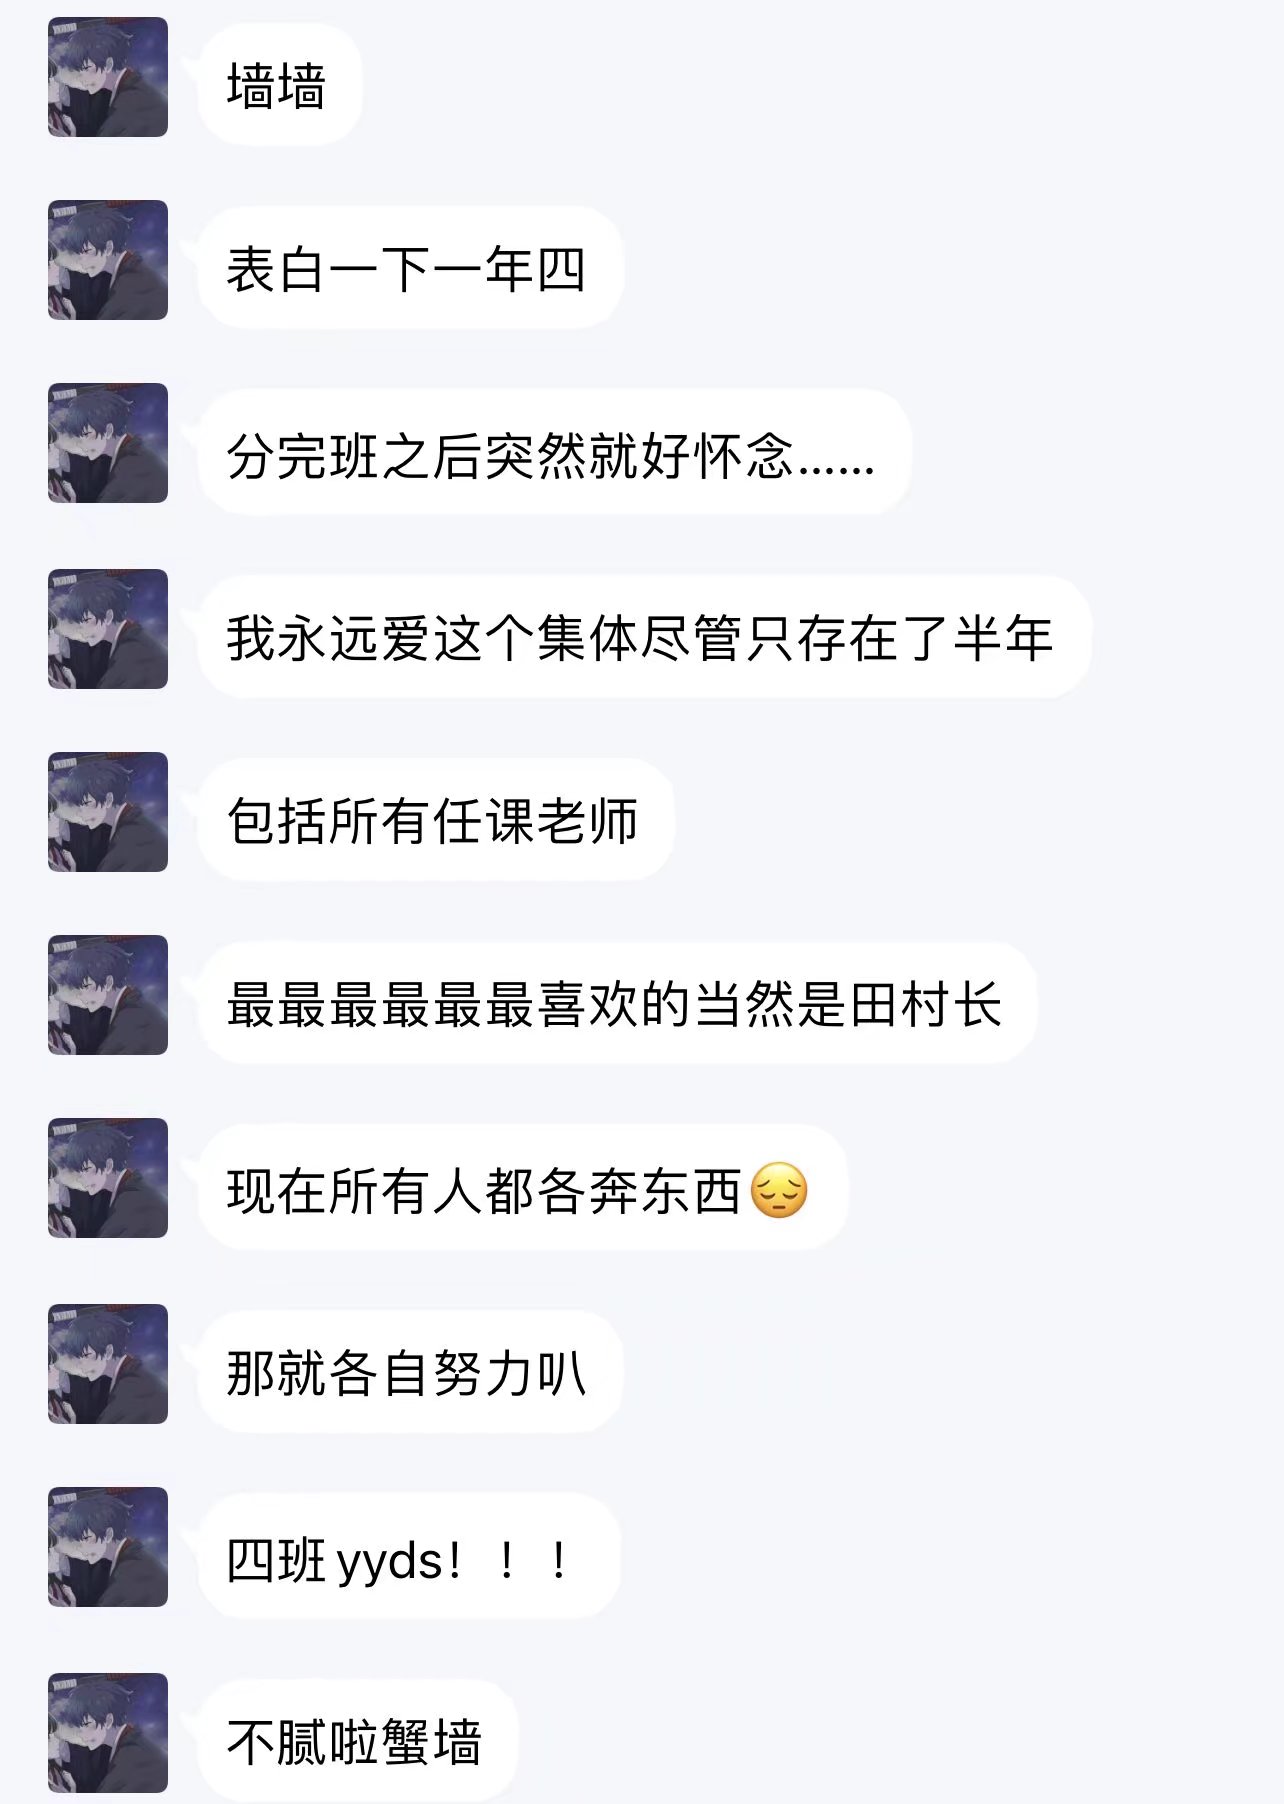 墙墙
表白一下一年四
分完班之后突然就好怀念......
我永远爱这个集体尽管只存在了半年
包括所有任课老师
最最最最最最喜欢的当然是田村长
现在所有人都各奔东西😔
那就各自努力叭
四班yyds！！！
不腻啦蟹墙